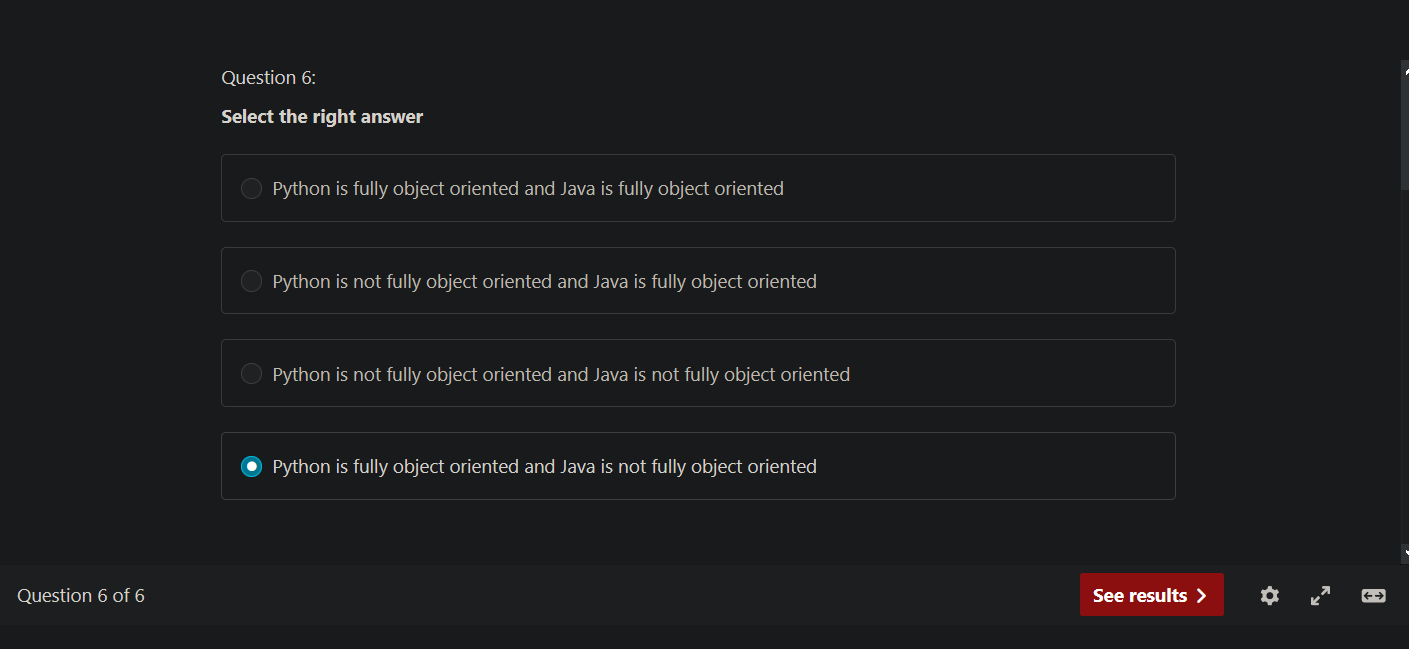 Question 6:
Select the right answer
Python is fully object oriented and Java is fully object oriented
Python is not fully object oriented and Java is fully object oriented
Python is not fully object oriented and Java is not fully object oriented
Python is fully object oriented and Java is not fully object oriented
Question 6 of 6
See results